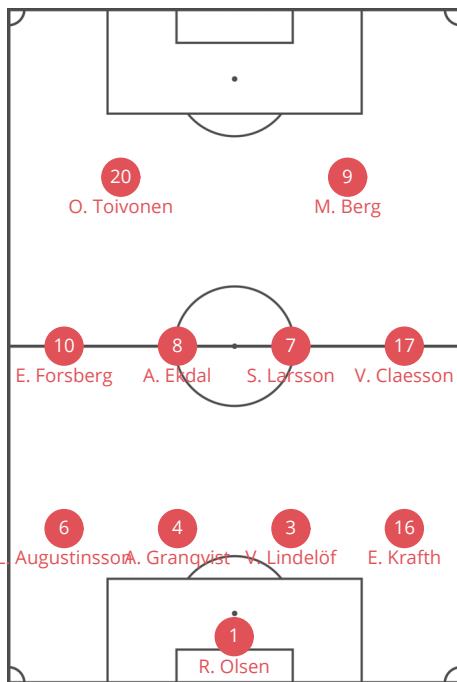 20 9
O. Toivonen M. Berg
10 8 7 17
E. Forsberg A. Ekdal S. Larsson V. Claesson
6 4 3 16
L. Augustinsson A. Granqvist V. Lindelöf E. Krafth
1
R. Olsen